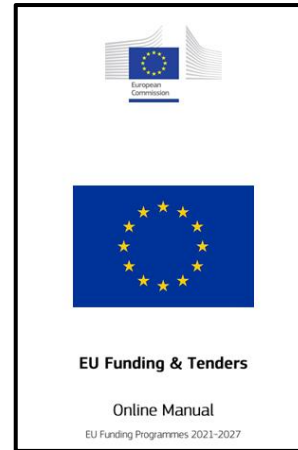 European
Commission
EU Funding & Tenders
Online Manual
EU Funding Programmes 2021-2027